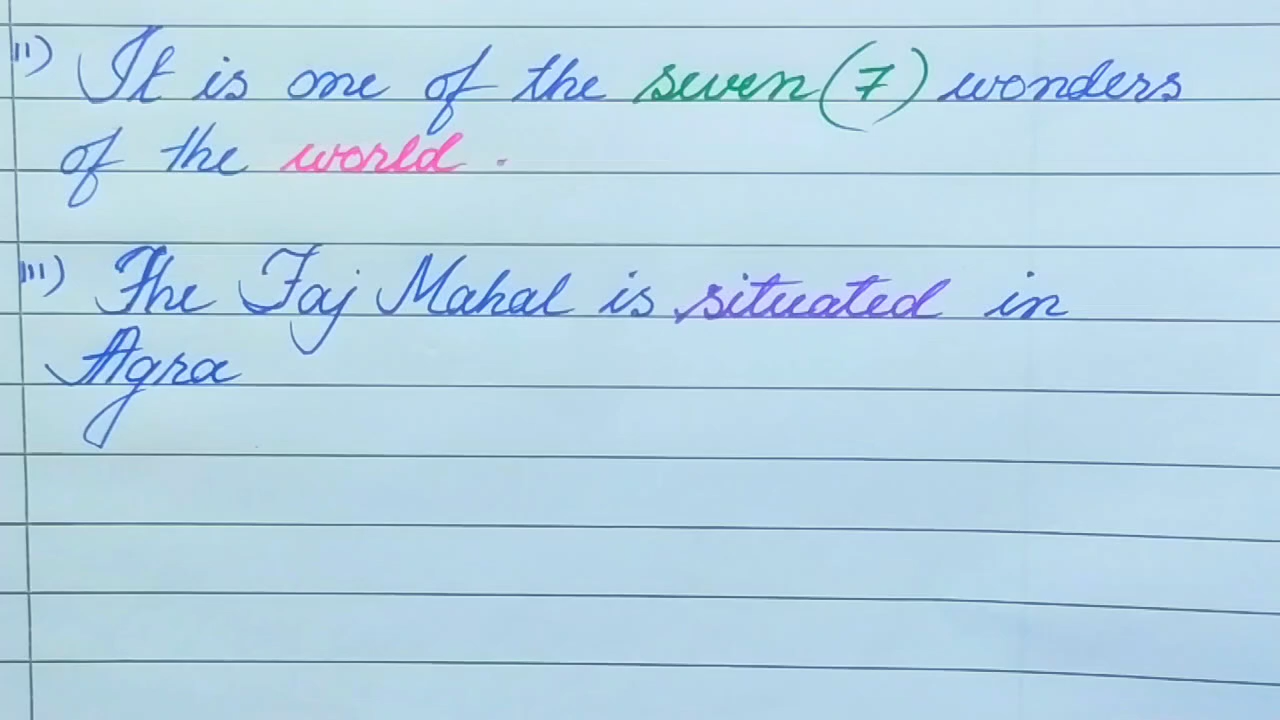 ii) It is one of the seven (7) wonders
of the world.
iii) The Taj Mahal is situated in
Agra